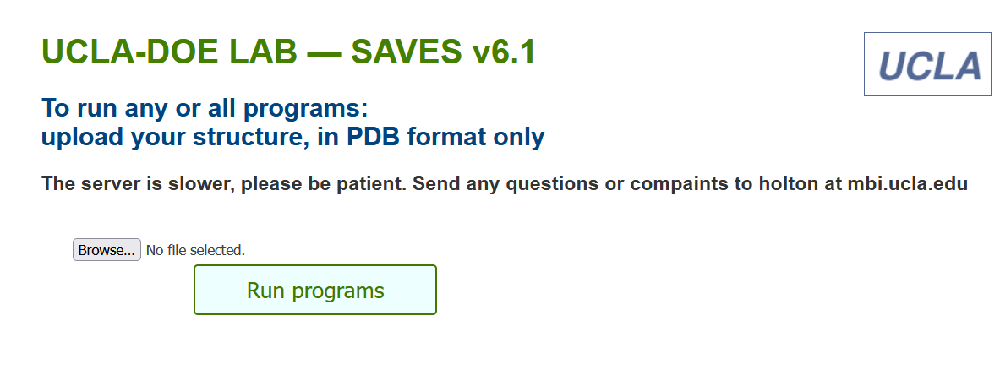 UCLA-DOE LAB — SAVES v6.1
UCLA
To run any or all programs:
upload your structure, in PDB format only
The server is slower, please be patient. Send any questions or compaints to holton at mbi.ucla.edu
Browse... No file selected.
Run programs